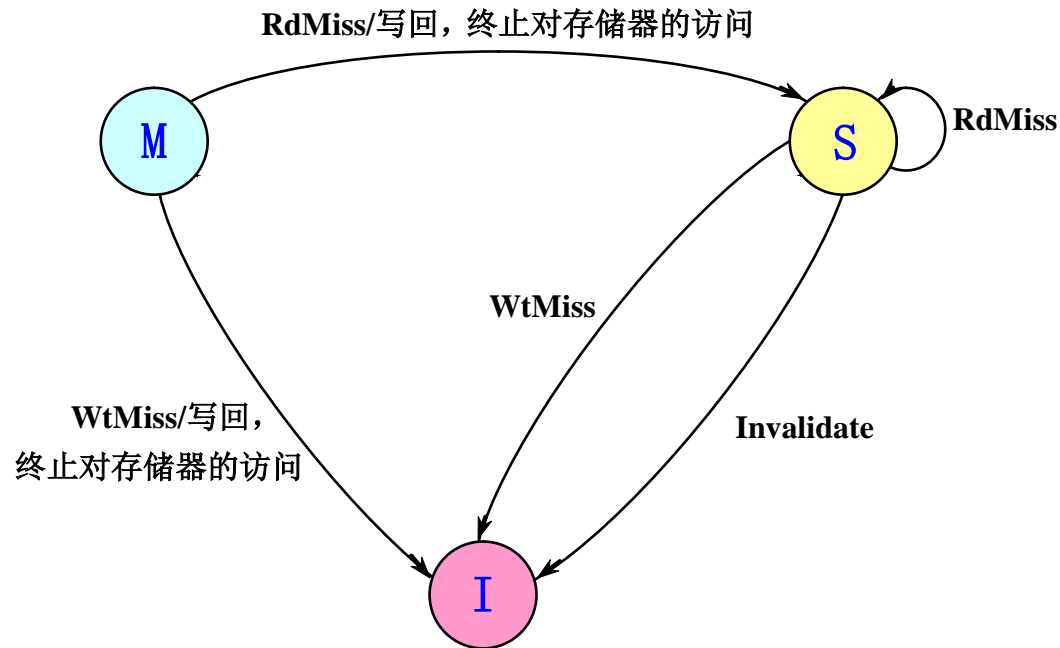 RdMiss/写回，终止对存储器的访问
M
S
RdMiss
WtMiss
WtMiss/写回，
终止对存储器的访问
Invalidate
I